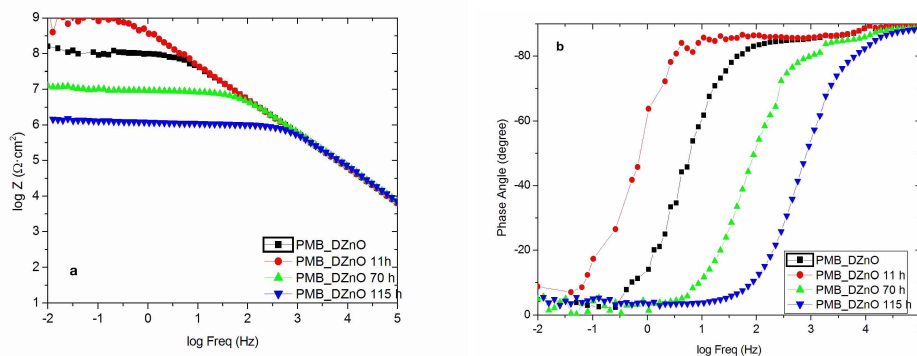 9
8
7
6
5
4
3
2
1
log Z (Ω·cm²)
PMB_DZnO
PMB_DZnO 11h
PMB_DZnO 70 h
PMB_DZnO 115 h
a
-2 -1 0 1 2 3 4 5
log Freq (Hz)
b
-80
-60
-40
-20
0
Phase Angle (degree)
PMB_DZnO
PMB_DZnO 11 h
PMB_DZnO 70 h
PMB_DZnO 115 h
-2 -1 0 1 2 3 4 5
log Freq (Hz)